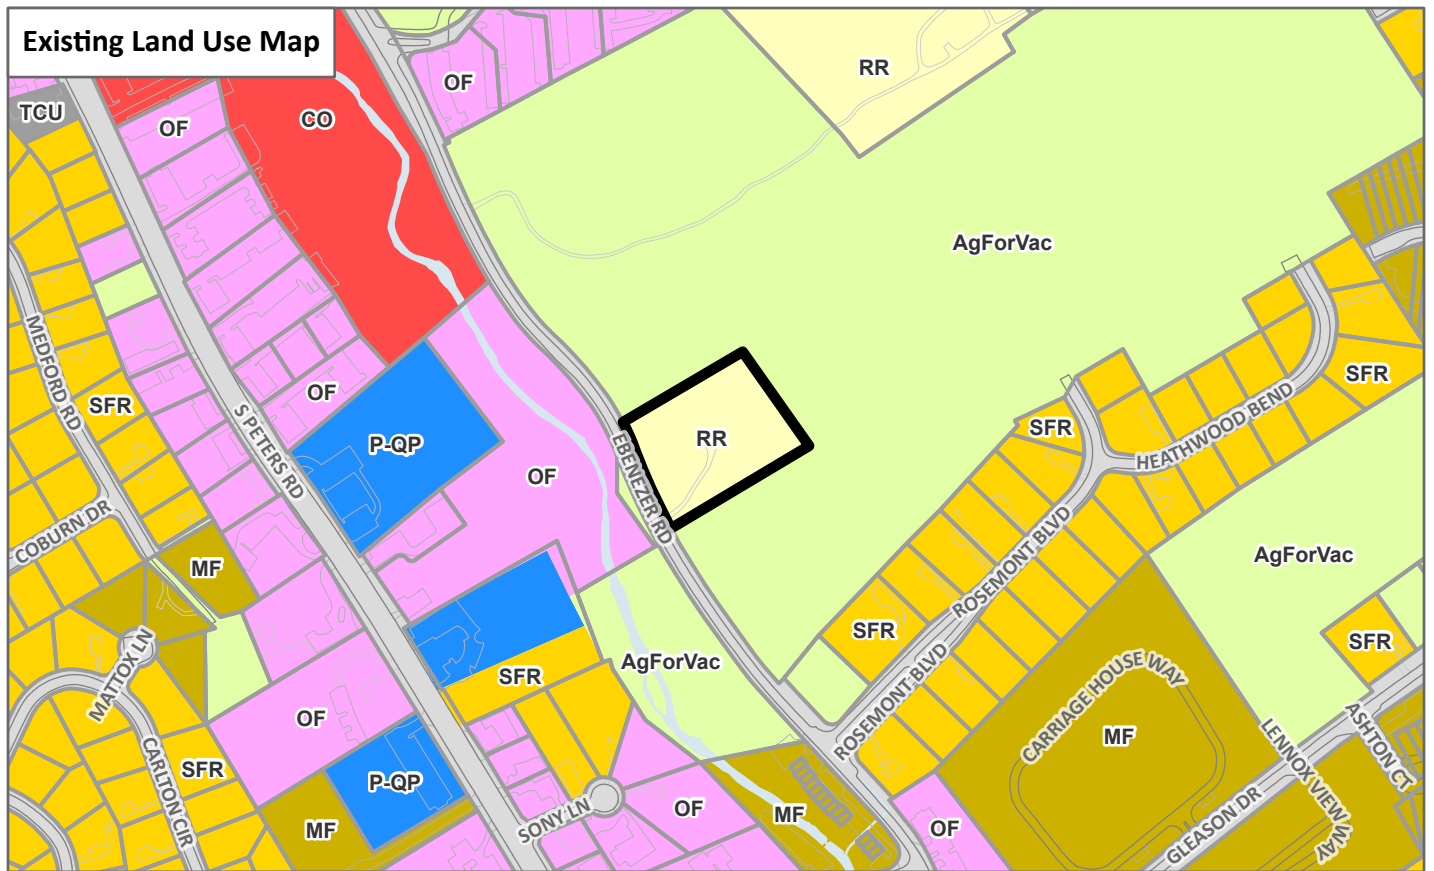 Existing Land Use Map
RR
OF
TCU
CO
OF
AgForVac
MEDFORD RD
SFR
OF
S PETERS RD
P-QP
OF
EBENEZER RD
RR
SFR
HEATHWOOD BEND
SFR
COBURN DR
MF
ROSEMONT BLVD
AgForVac
MATTOX LN
SFR
AgForVac
SFR
SFR
ROSEMONT BLVD
CARRIAGE HOUSE WAY
OF
CARLTON CIR
SFR
P-QP
MF
LENNOX VIEW WAY
ASHTON CT
MF
SONY LN
OF
MF
OF
GLEASON DR